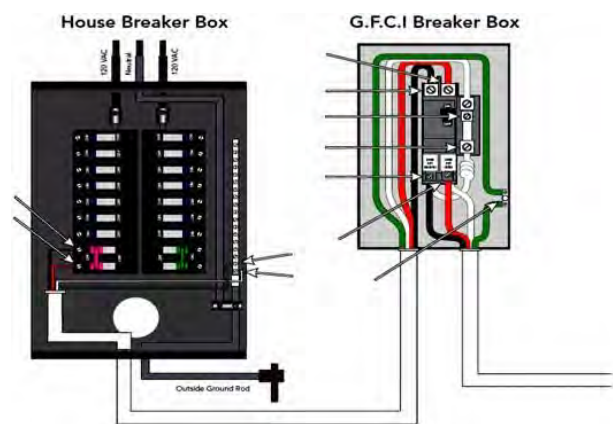 House Breaker Box
G.F.C.I Breaker Box
120 VAC
Neutral
120 VAC
Outside Ground Rod